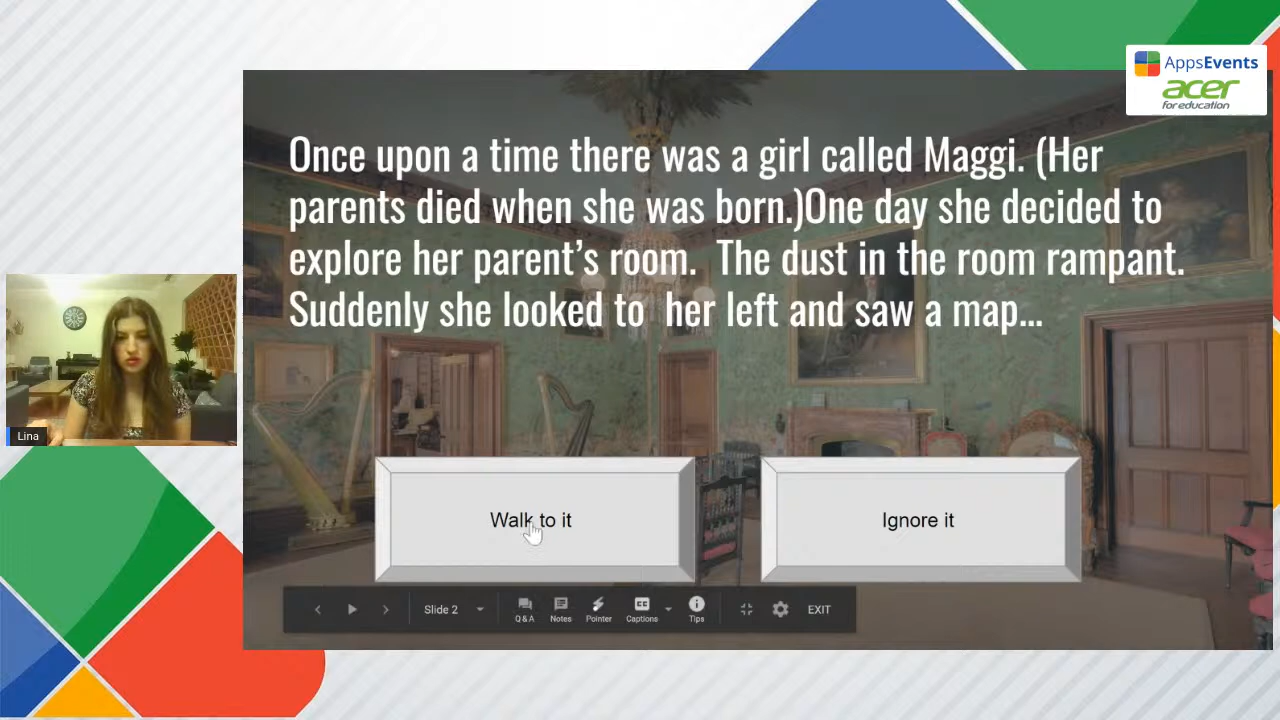 AppsEvents
acer
for education
Once upon a time there was a girl called Maggi. (Her
parents died when she was born.)One day she decided to
explore her parent's room.  The dust in the room rampant.
Suddenly she looked to  her left and saw a map...
Lina
Walk to it
Ignore it
Slide 2
Q&A
Notes
Pointer
Captions
Tips
EXIT